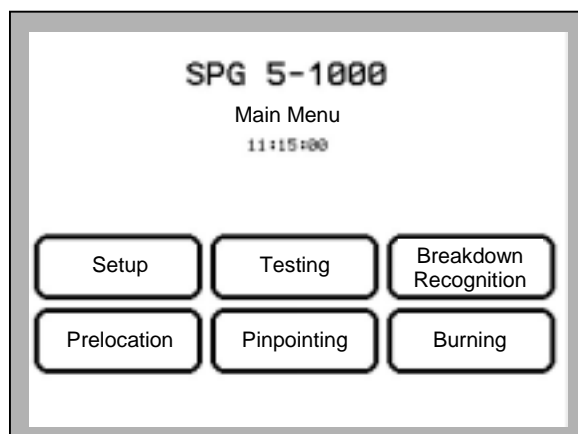 SPG 5-1000
Main Menu
11:15:00
Setup
Testing
Breakdown
Recognition
Prelocation
Pinpointing
Burning